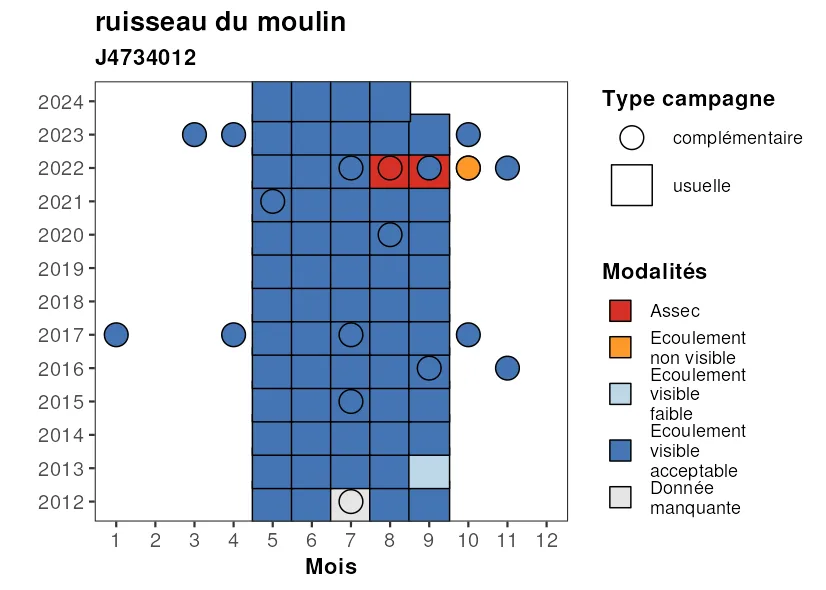 ruisseau du moulin
J4734012
2024
2023
2022
2021
2020
2019
2018
2017
2016
2015
2014
2013
2012
1 2 3 4 5 6 7 8 9 10 11 12
Mois
Type campagne
complémentaire
usuelle
Modalités
Assec
Ecoulement
non visible
Ecoulement
visible
faible
Ecoulement
visible
acceptable
Donnée
manquante